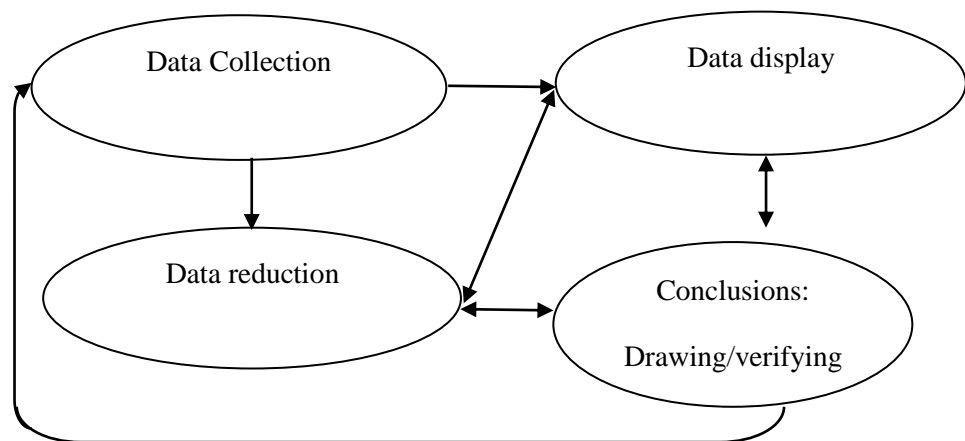 Data Collection
Data display
Data reduction
Conclusions:
Drawing/verifying